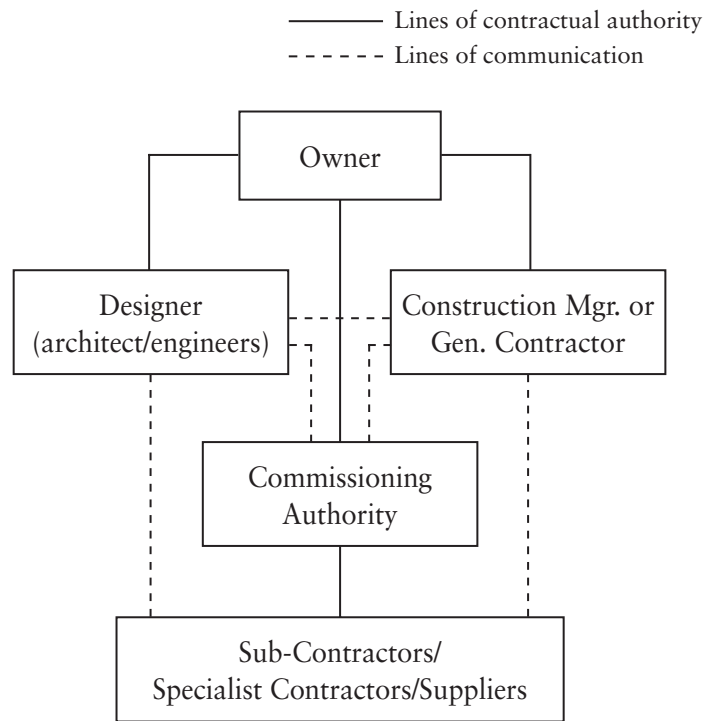 Lines of contractual authority
Lines of communication
Owner
Designer
(architect/engineers)
Construction Mgr. or
Gen. Contractor
Commissioning
Authority
Sub-Contractors/
Specialist Contractors/Suppliers